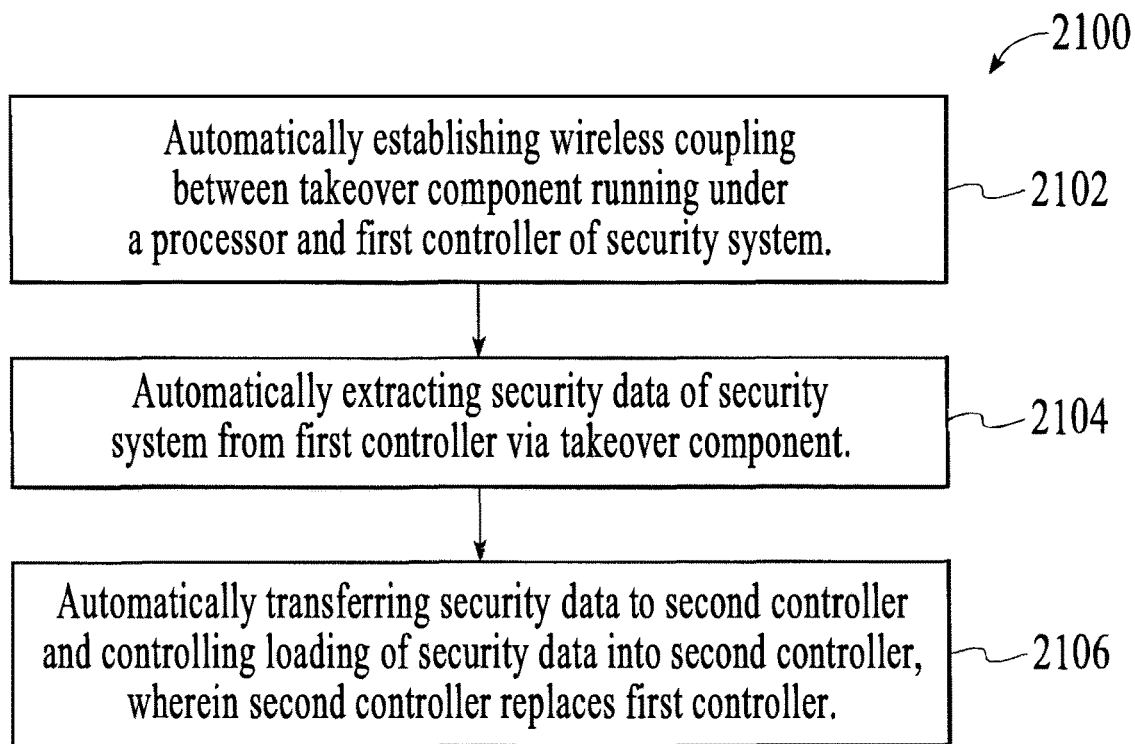 2100
Automatically establishing wireless coupling
between takeover component running under
a processor and first controller of security system.
2102
Automatically extracting security data of security
system from first controller via takeover component.
2104
Automatically transferring security data to second controller
and controlling loading of security data into second controller,
wherein second controller replaces first controller.
2106